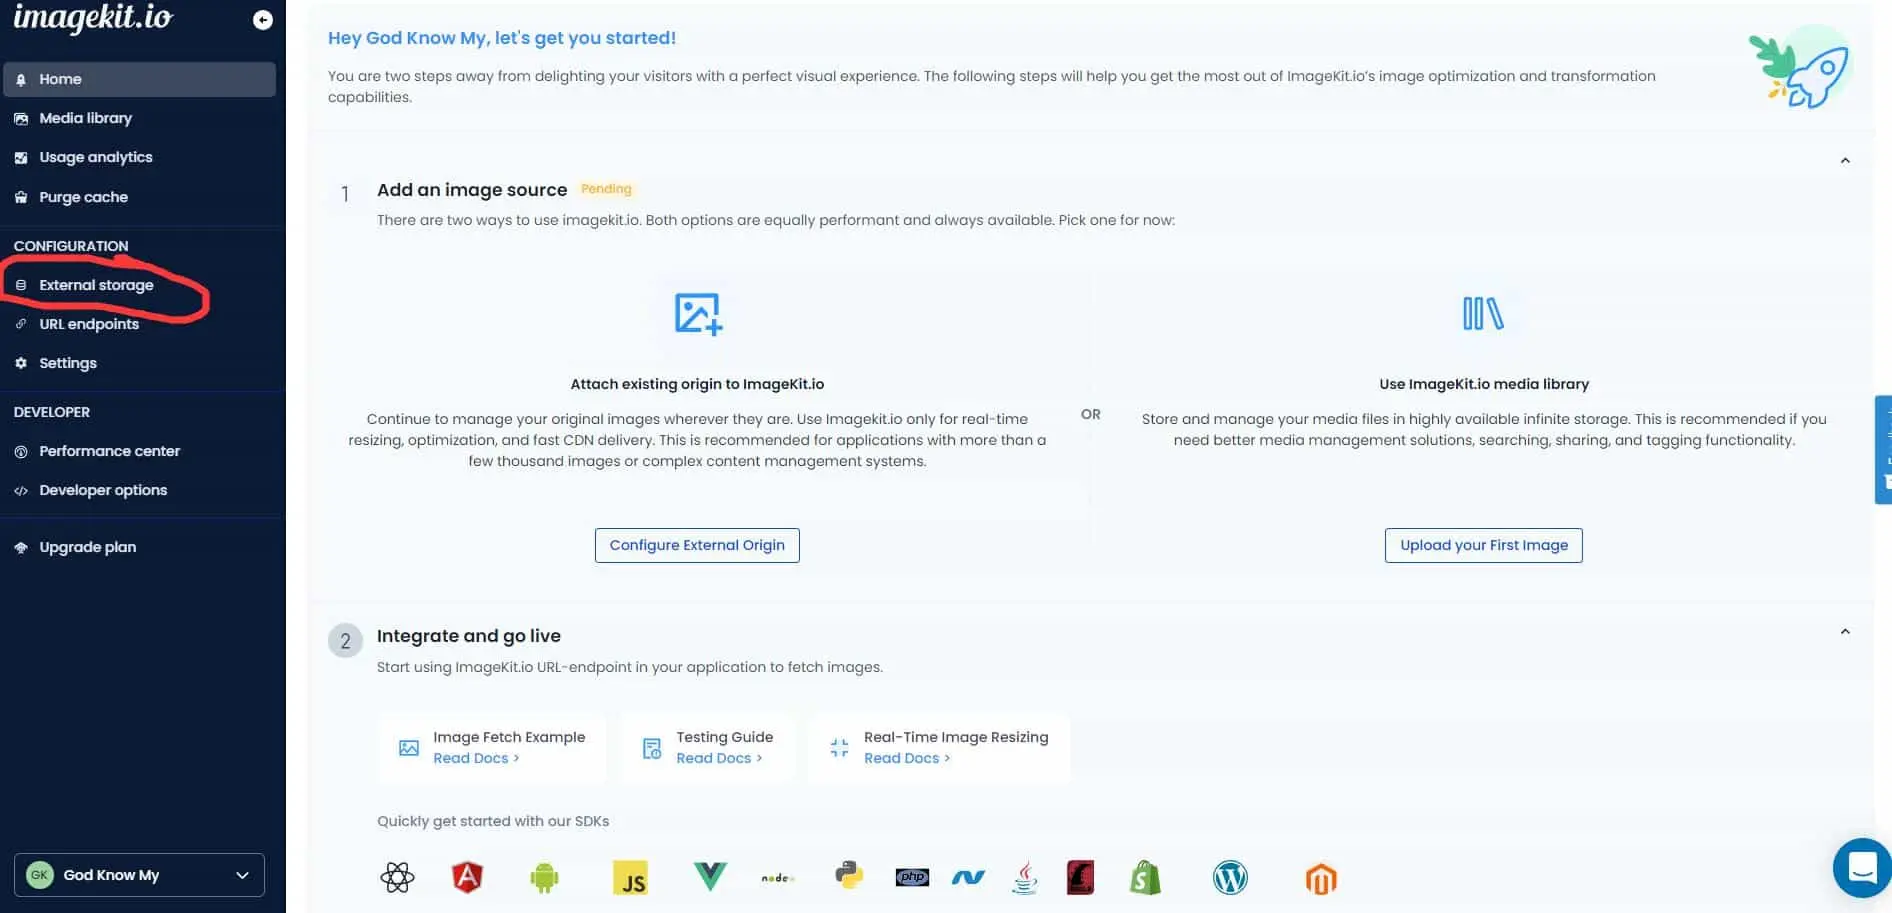 imagekit.io
Home
Media library
Usage analytics
Purge cache
CONFIGURATION
External storage
URL endpoints
Settings
DEVELOPER
Performance center
Developer options
Upgrade plan
GK God Know My
Hey God Know My, let's get you started!
You are two steps away from delighting your visitors with a perfect visual experience. The following steps will help you get the most out of ImageKit.io's image optimization and transformation
capabilities.
1 Add an image source Pending
There are two ways to use imagekit.io. Both options are equally performant and always available. Pick one for now:
Attach existing origin to ImageKit.io
Continue to manage your original images wherever they are. Use Imagekit.io only for real-time
resizing, optimization, and fast CDN delivery. This is recommended for applications with more than a
few thousand images or complex content management systems.
Configure External Origin
OR
Use ImageKit.io media library
Store and manage your media files in highly available infinite storage. This is recommended if you
need better media management solutions, searching, sharing, and tagging functionality.
Upload your First Image
2 Integrate and go live
Start using ImageKit.io URL-endpoint in your application to fetch images.
Image Fetch Example
Read Docs >
Testing Guide
Read Docs >
Real-Time Image Resizing
Read Docs >
Quickly get started with our SDKs
JS
node
php